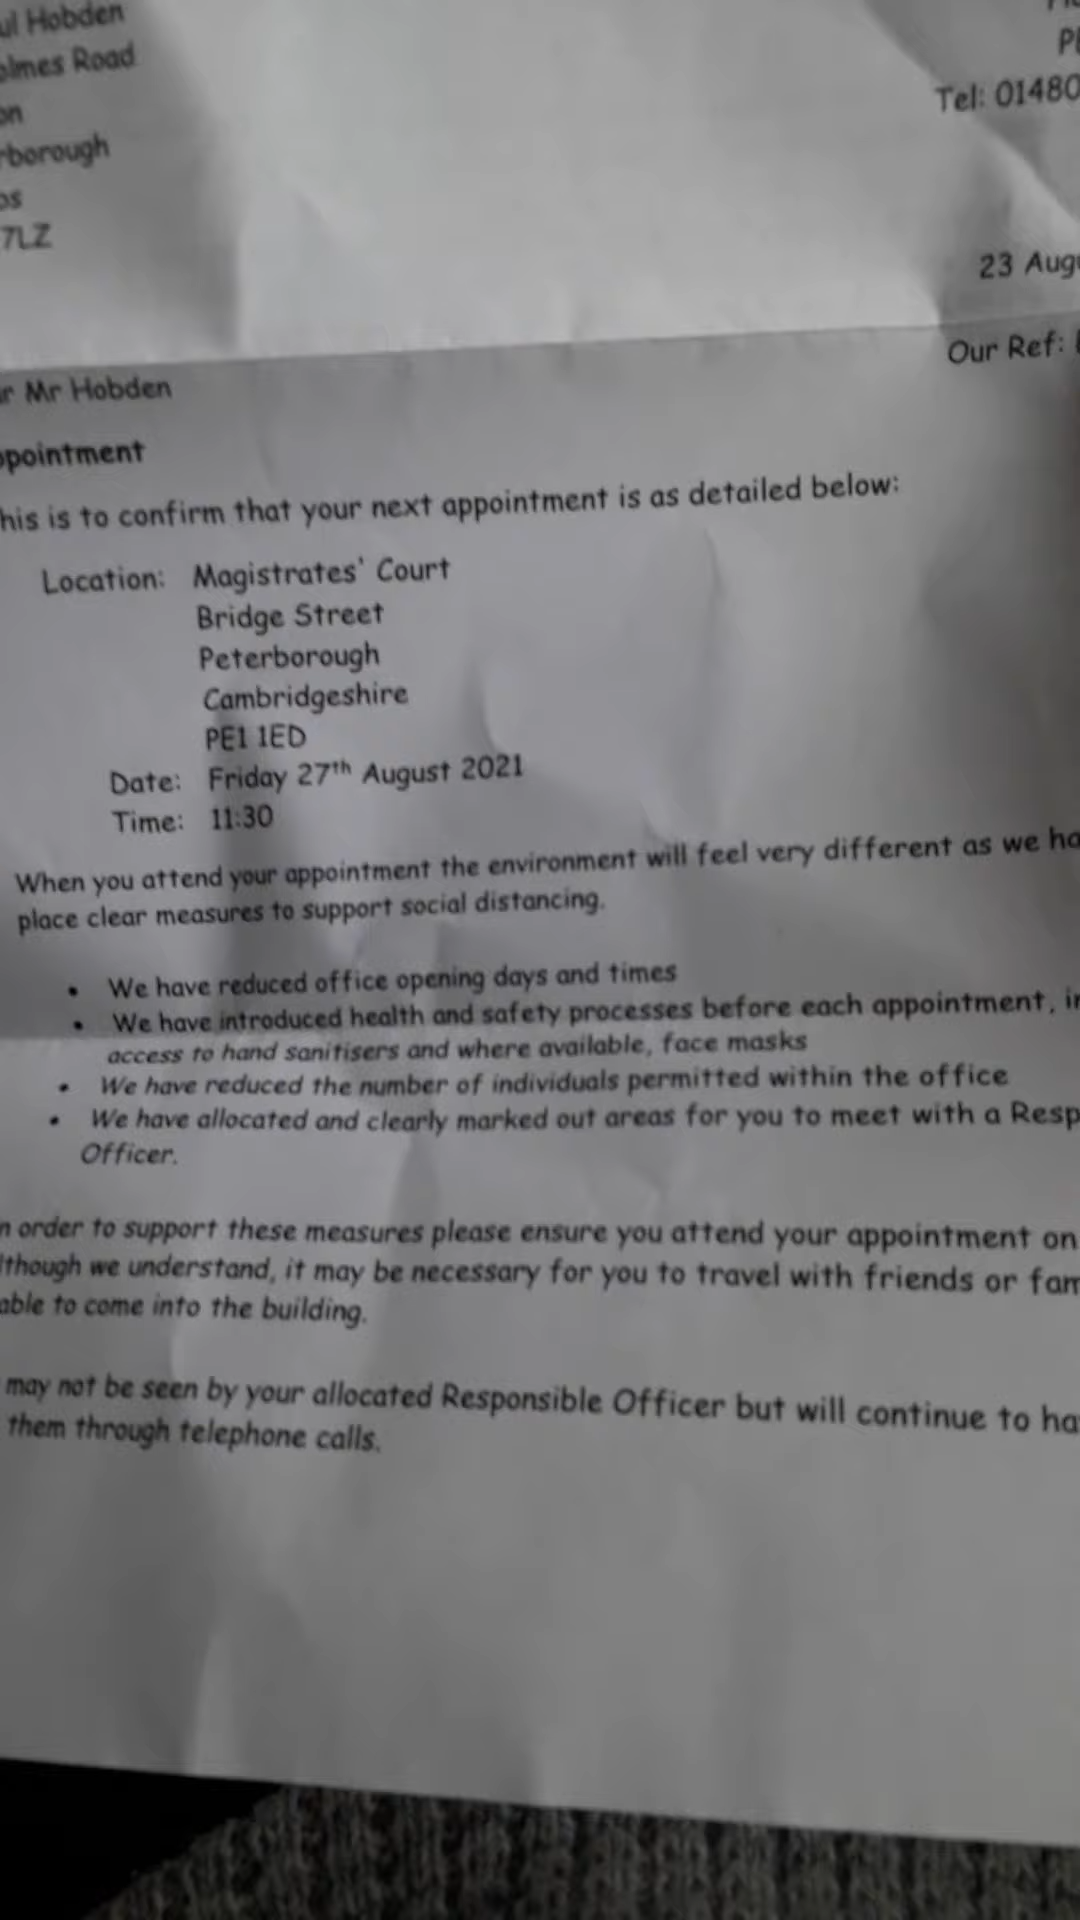 ul Hobden
olmes Road
on
rborough
os
7LZ
Tel: 01480
23 Augu
Our Ref:
r Mr Hobden
ppointment
his is to confirm that your next appointment is as detailed below:
Location: Magistrates' Court
Bridge Street
Peterborough
Cambridgeshire
PE1 1ED
Date: Friday 27th August 2021
Time: 11:30
When you attend your appointment the environment will feel very different as we ha
place clear measures to support social distancing.
• We have reduced office opening days and times
• We have introduced health and safety processes before each appointment, in
access to hand sanitisers and where available, face masks
• We have reduced the number of individuals permitted within the office
• We have allocated and clearly marked out areas for you to meet with a Resp
Officer.
n order to support these measures please ensure you attend your appointment on
lthough we understand, it may be necessary for you to travel with friends or fam
able to come into the building.
may not be seen by your allocated Responsible Officer but will continue to ha
them through telephone calls.